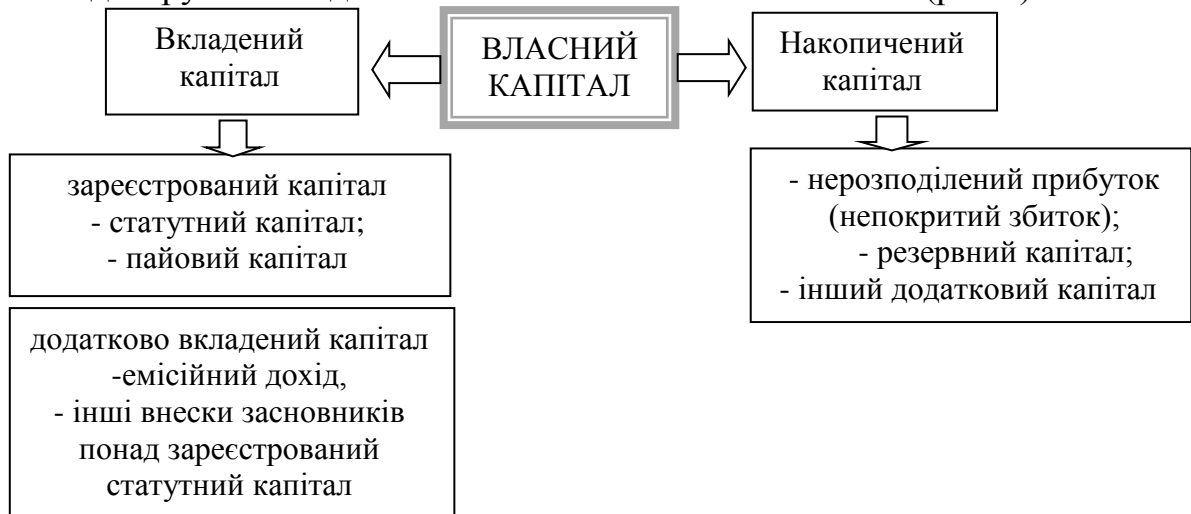 Вкладений
капітал
ВЛАСНИЙ
КАПІТАЛ
Накопичений
капітал
зареєстрований капітал
- статутний капітал;
- пайовий капітал
- нерозподілений прибуток
(непокритий збиток);
- резервний капітал;
- інший додатковий капітал
додатково вкладений капітал
-емісійний дохід,
- інші внески засновників
понад зареєстрований
статутний капітал